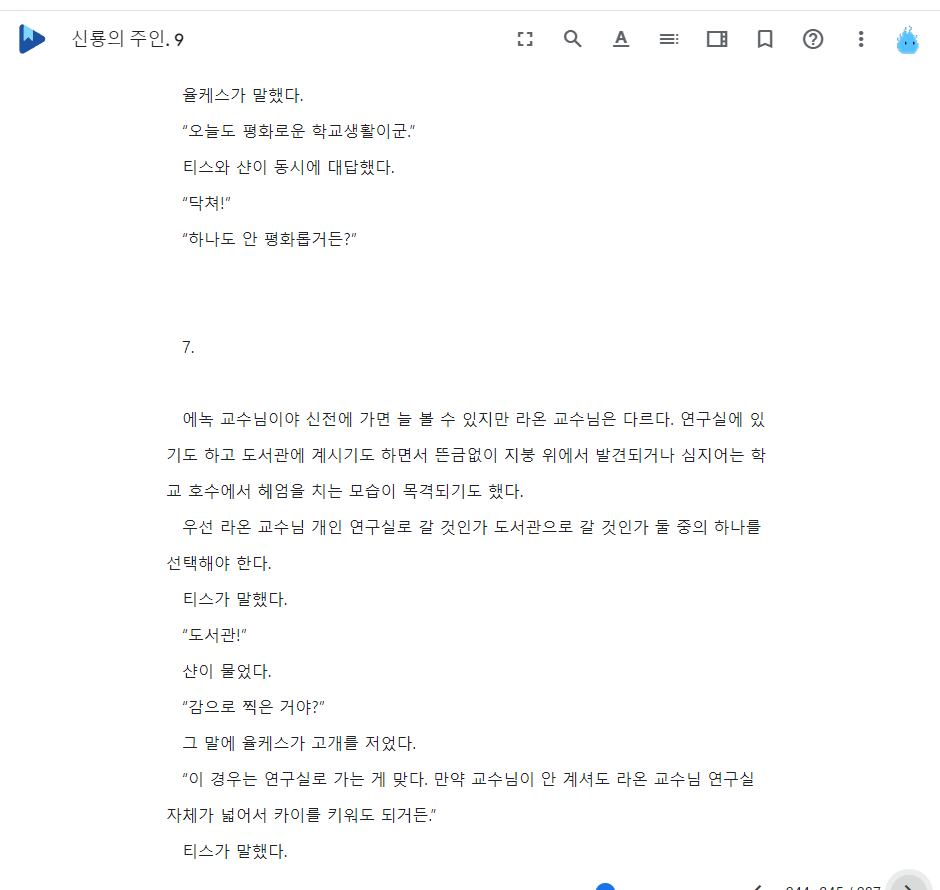 신룡의 주인. 9
율케스가 말했다.
“오늘도 평화로운 학교생활이군.”
티스와 샨이 동시에 대답했다.
“닥쳐!”
“하나도 안 평화롭거든?”
7.
에녹 교수님이야 신전에 가면 늘 볼 수 있지만 라온 교수님은 다르다. 연구실에 있
기도 하고 도서관에 계시기도 하면서 뜬금없이 지붕 위에서 발견되거나 심지어는 학
교 호수에서 헤엄을 치는 모습이 목격되기도 했다.
우선 라온 교수님 개인 연구실로 갈 것인가 도서관으로 갈 것인가 둘 중의 하나를
선택해야 한다.
티스가 말했다.
“도서관!”
샨이 물었다.
“감으로 찍은 거야?”
그 말에 율케스가 고개를 저었다.
“이 경우는 연구실로 가는 게 맞다. 만약 교수님이 안 계셔도 라온 교수님 연구실
자체가 넓어서 카이를 키워도 되거든.”
티스가 말했다.